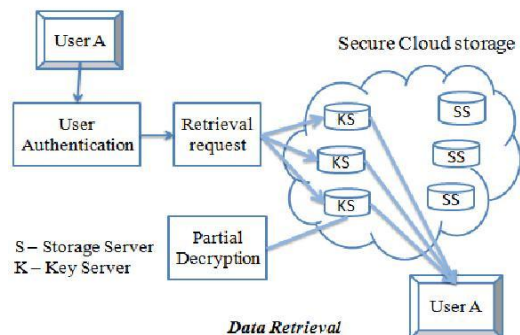 User A
Secure Cloud storage
User
Authentication
Retrieval
request
KS
KS
KS
SS
SS
SS
Partial
Decryption
S – Storage Server
K – Key Server
User A
Data Retrieval